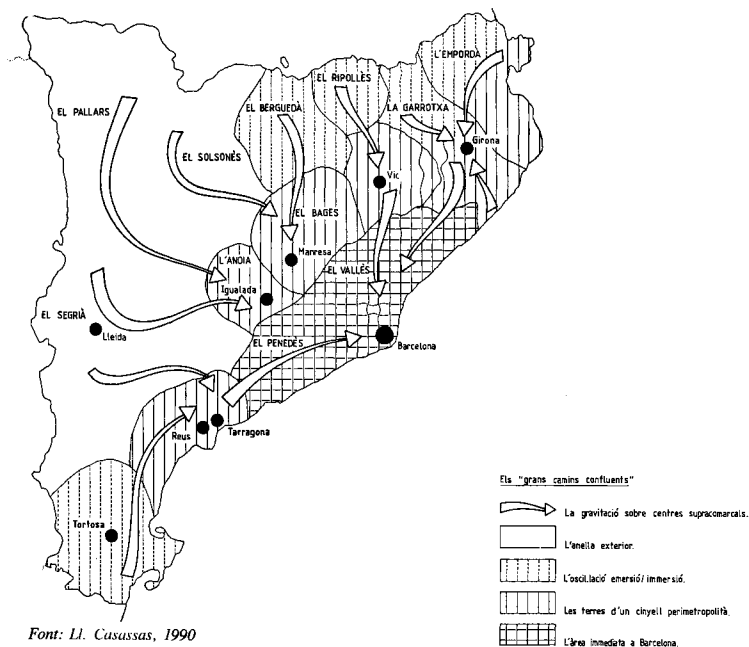 L'EMPORDÀ
EL RIPOLLÈS
EL PALLARS
EL BERGUEDÀ
LA GARROTXA
Girona
EL SOLSONÈS
Vic
EL BAGES
Manresa
L'ANOIA
EL VALLÈS
Igualada
EL SEGRIÀ
Lleida
EL PENEDÈS
Barcelona
Reus
Tarragona
Tortosa
Els "grans camins confluents"
La gravitació sobre centres supracomarcals.
L'anella exterior.
L'oscil.lació emersió/immersió.
Les terres d'un cinyell perimetropolità.
L'àrea immediata a Barcelona.
Font: Ll. Casassas, 1990